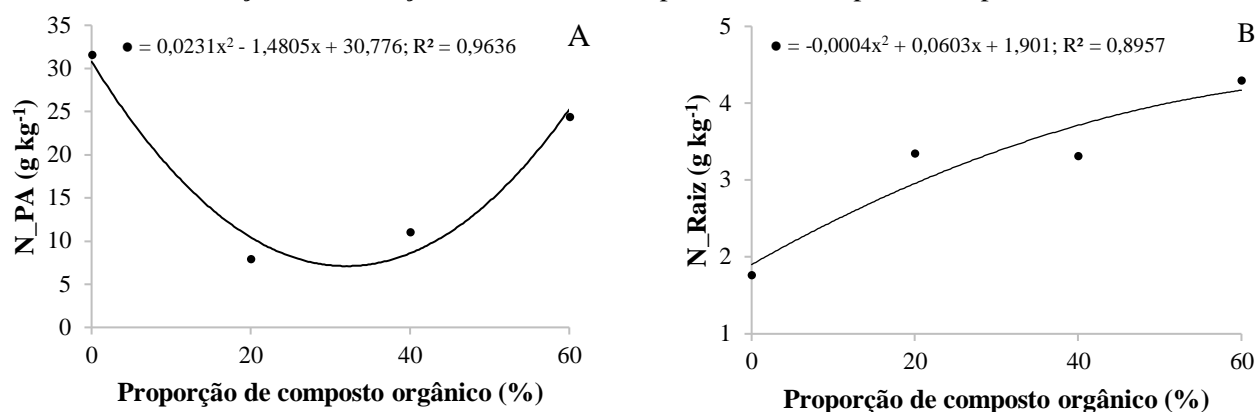 ● = 0,0231x² - 1,4805x + 30,776; R² = 0,9636
A
N_PA (g kg⁻¹)
35
30
25
20
15
10
5
0
0 20 40 60
Proporção de composto orgânico (%)
● = -0,0004x² + 0,0603x + 1,901; R² = 0,8957
B
N_Raiz (g kg⁻¹)
5
4
3
2
1
0 20 40 60
Proporção de composto orgânico (%)